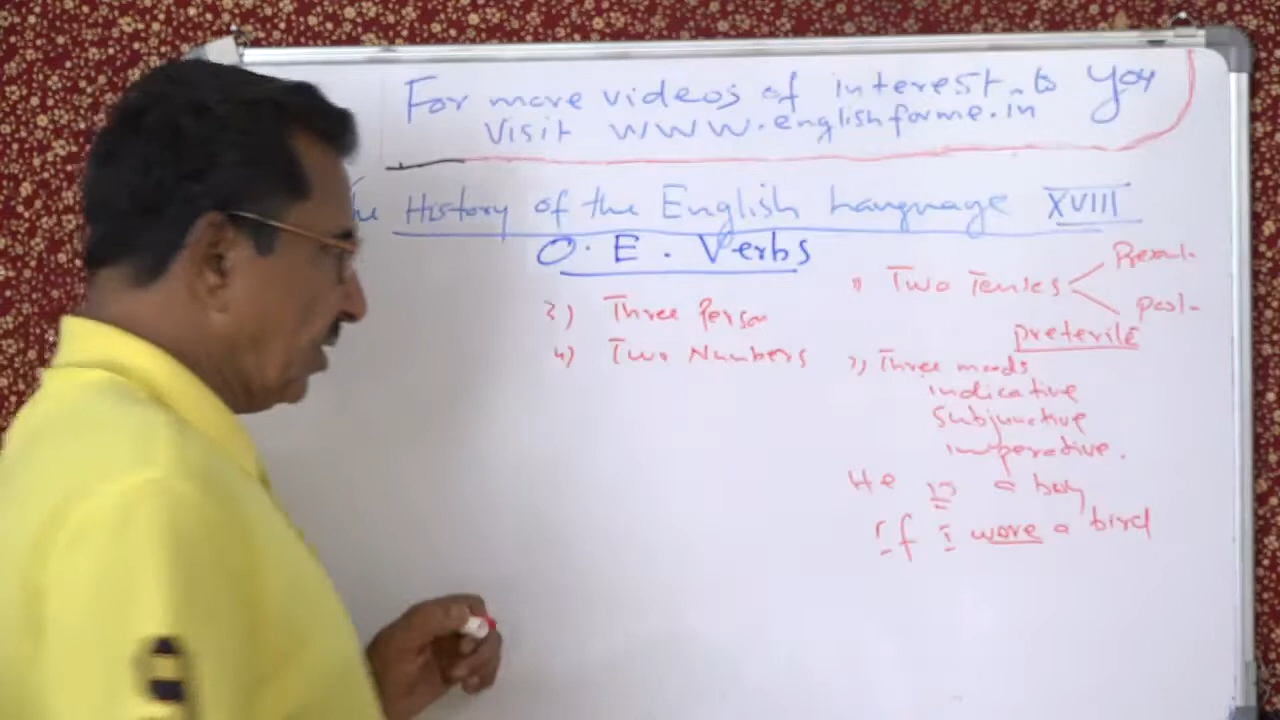 For more videos of interest to You
Visit www.englishforme.in
The History of the English Language XVIII
O. E. Verbs
1) Two Tenses
Present
past
preterite
2) Three moods
indicative
Subjunctive
imperative.
He is a boy
If i were a bird
3) Three Person
4) Two Numbers